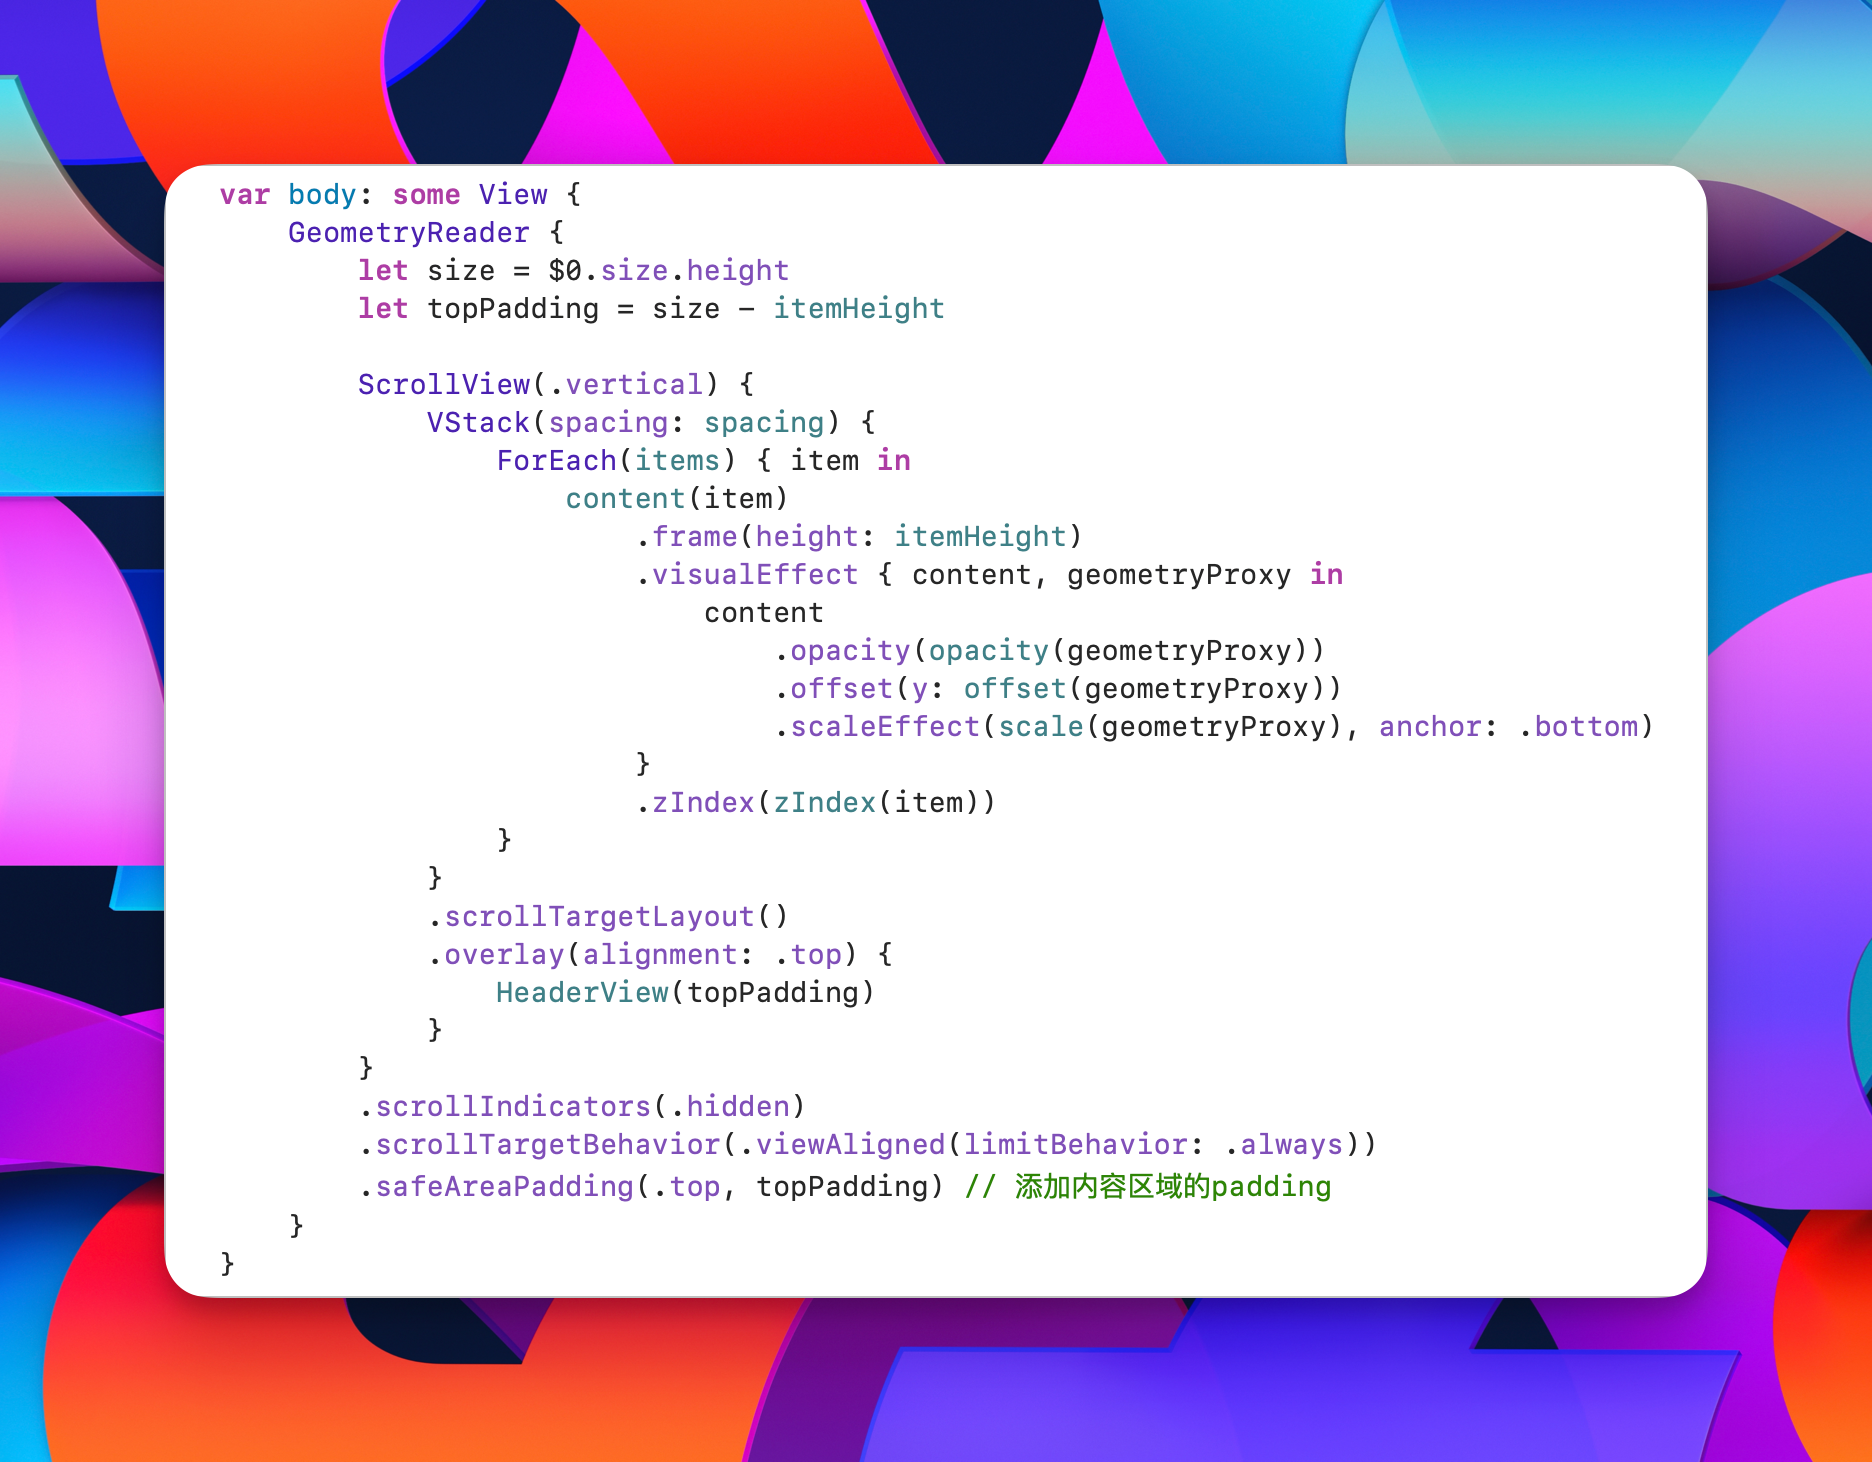 var body: some View {
    GeometryReader {
        let size = $0.size.height
        let topPadding = size - itemHeight

        ScrollView(.vertical) {
            VStack(spacing: spacing) {
                ForEach(items) { item in
                    content(item)
                        .frame(height: itemHeight)
                        .visualEffect { content, geometryProxy in
                            content
                                .opacity(opacity(geometryProxy))
                                .offset(y: offset(geometryProxy))
                                .scaleEffect(scale(geometryProxy), anchor: .bottom)
                        }
                        .zIndex(zIndex(item))
                }
            }
            .scrollTargetLayout()
            .overlay(alignment: .top) {
                HeaderView(topPadding)
            }
        }
        .scrollIndicators(.hidden)
        .scrollTargetBehavior(.viewAligned(limitBehavior: .always))
        .safeAreaPadding(.top, topPadding) // 添加内容区域的padding
    }
}